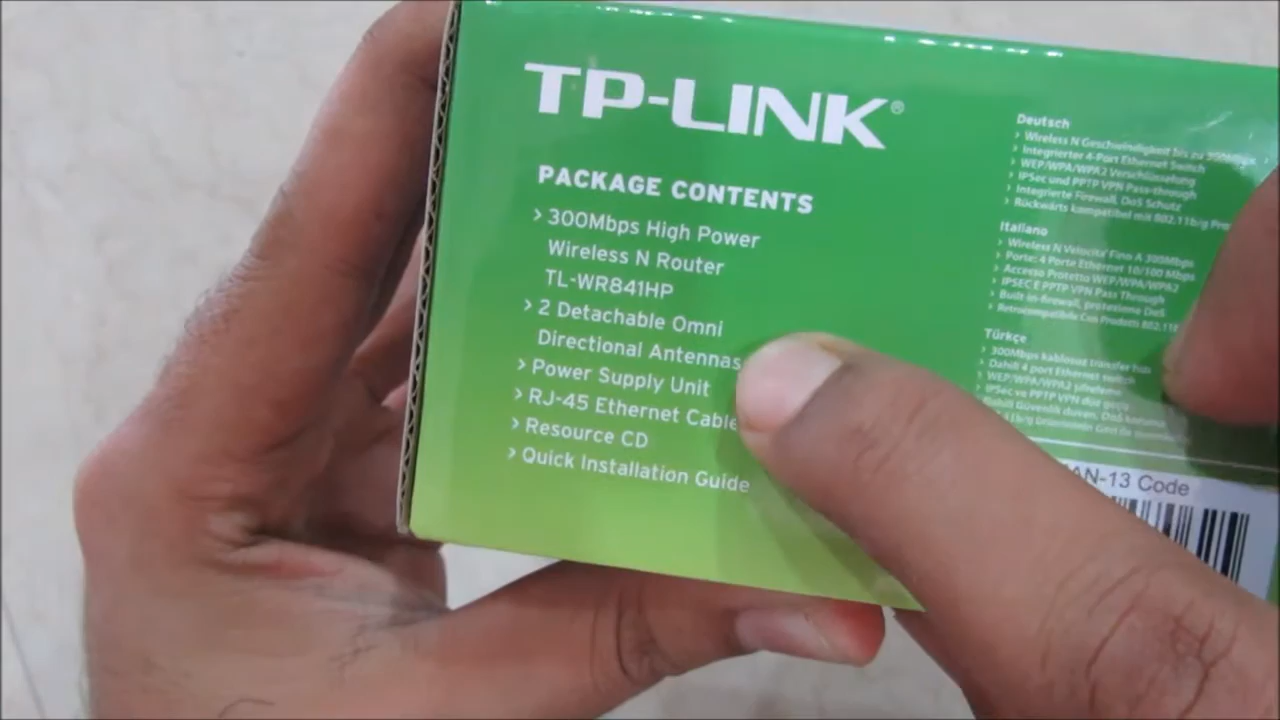 TP-LINK®
PACKAGE CONTENTS
> 300Mbps High Power
Wireless N Router
TL-WR841HP
> 2 Detachable Omni
Directional Antennas
> Power Supply Unit
> RJ-45 Ethernet Cable
> Resource CD
> Quick Installation Guide
Deutsch
> Wireless N Geschwindigkeit bis zu 300Mbps
> Integrierter 4-Port Ethernet Switch
> WEP/WPA/WPA2 Verschlüsselung
> IPSec und PPTP VPN Pass-through
> Integrierte Firewall, DoS Schutz
> Rückwärts kompatibel mit 802.11b/g Pro
Italiano
> Wireless N Velocita' Fino A 300Mbps
> Porte: 4 Porte Ethernet 10/100 Mbps
> Accesso Protetto WEP/WPA/WPA2
> IPSEC E PPTP VPN Pass Through
> Built in-firewall, protezione DoS
> Retrocompatibile Con Prodotti 802.11
Türkçe
> 300Mbps kablosuz transfer hızı
> Dahili 4 port Ethernet switch
> WEP/WPA/WPA2 şifreleme
> IPSec ve PPTP VPN
Güvenlik duvarı, DoS
AN-13 Code